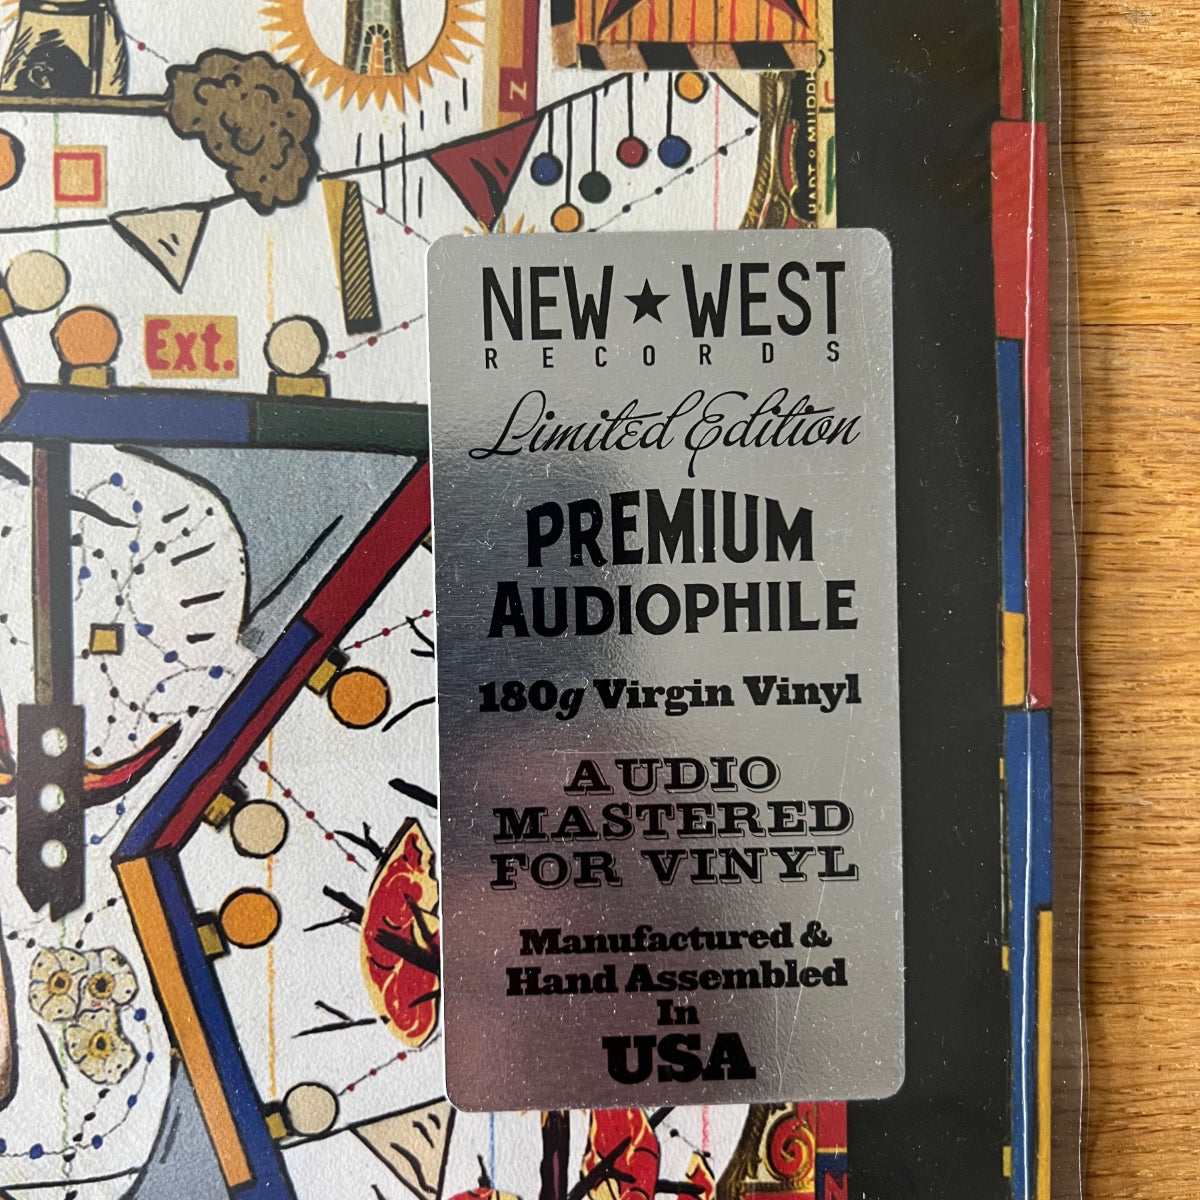 NEW★WEST
RECORDS
Limited Edition
PREMIUM
AUDIOPHILE
180g Virgin Vinyl
AUDIO
MASTERED
FOR VINYL
Manufactured &
Hand Assembled
In
USA
Ext.
N